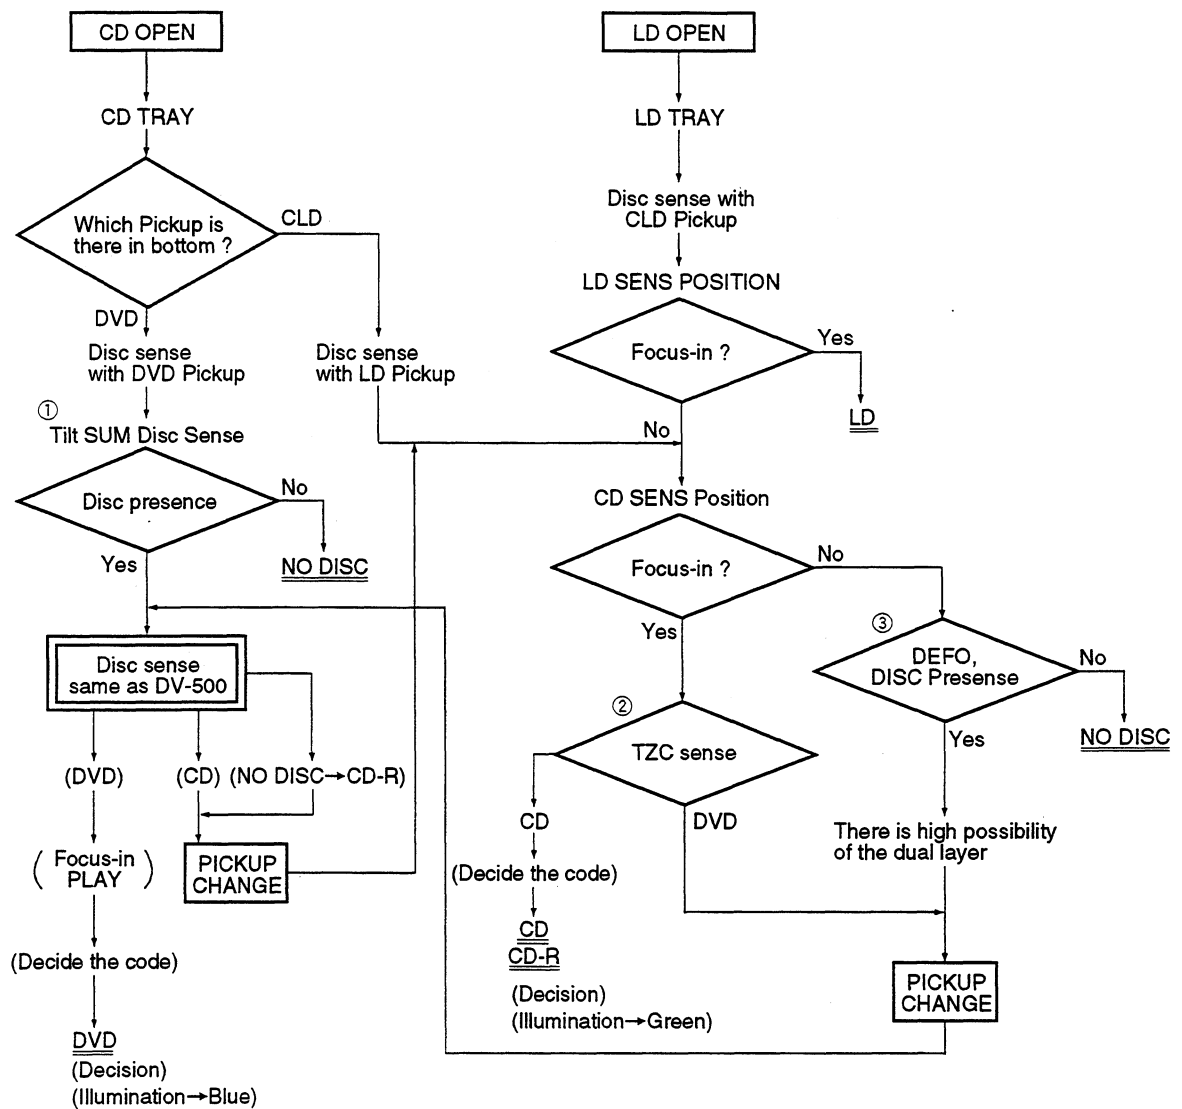 CD OPEN
CD TRAY
Which Pickup is
there in bottom ?
CLD
DVD
Disc sense
with DVD Pickup
Disc sense
with LD Pickup
①
Tilt SUM Disc Sense
Disc presence
No
NO DISC
Yes
Disc sense
same as DV-500
(DVD)
(CD)
(NO DISC→CD-R)
(Focus-in
PLAY)
PICKUP
CHANGE
(Decide the code)
DVD
(Decision)
(Illumination→Blue)
LD OPEN
LD TRAY
Disc sense with
CLD Pickup
LD SENS POSITION
Focus-in ?
Yes
LD
No
CD SENS Position
Focus-in ?
No
Yes
②
TZC sense
CD
(Decide the code)
CD
CD-R
(Decision)
(Illumination→Green)
DVD
③
DEFO,
DISC Presense
No
NO DISC
Yes
There is high possibility
of the dual layer
PICKUP
CHANGE